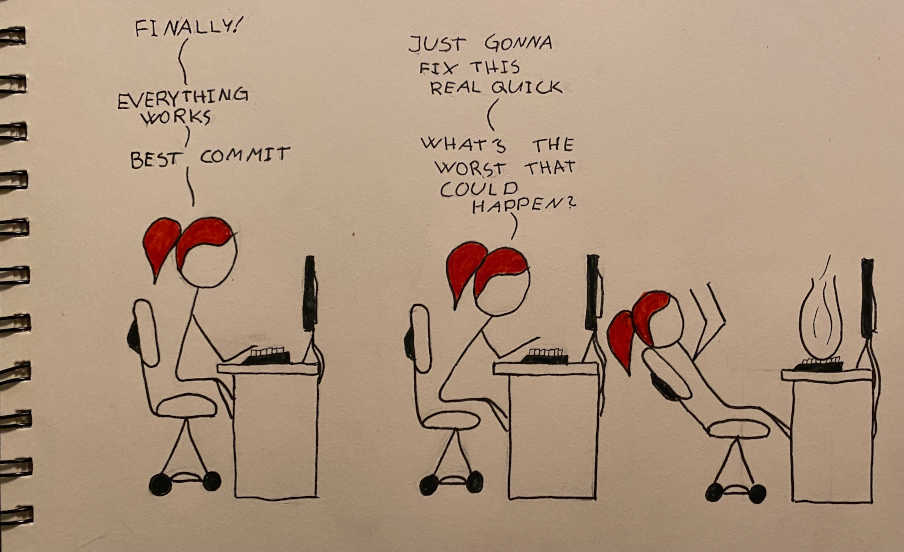 FINALLY!
EVERYTHING
WORKS
BEST COMMIT
JUST GONNA
FIX THIS
REAL QUICK
WHAT'S THE
WORST THAT
COULD
HAPPEN?